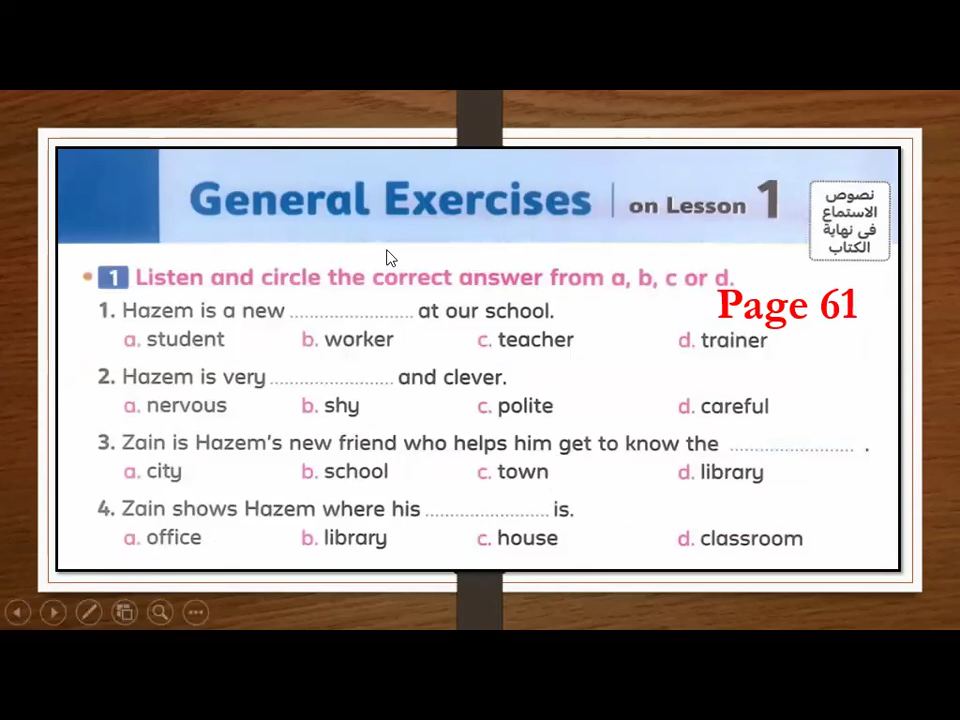 General Exercises | on Lesson 1
نصوص
الاستماع
فى نهاية
الكتاب
1 Listen and circle the correct answer from a, b, c or d.
Page 61
1. Hazem is a new ...................... at our school.
a. student b. worker c. teacher d. trainer
2. Hazem is very ...................... and clever.
a. nervous b. shy c. polite d. careful
3. Zain is Hazem's new friend who helps him get to know the ...................... .
a. city b. school c. town d. library
4. Zain shows Hazem where his ...................... is.
a. office b. library c. house d. classroom